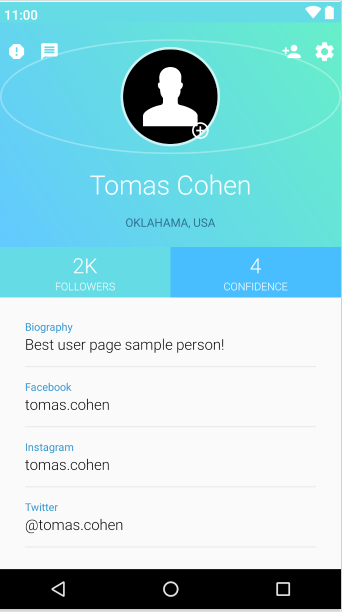 11:00
Tomas Cohen
OKLAHAMA, USA
2K
FOLLOWERS
4
CONFIDENCE
Biography
Best user page sample person!
Facebook
tomas.cohen
Instagram
tomas.cohen
Twitter
@tomas.cohen